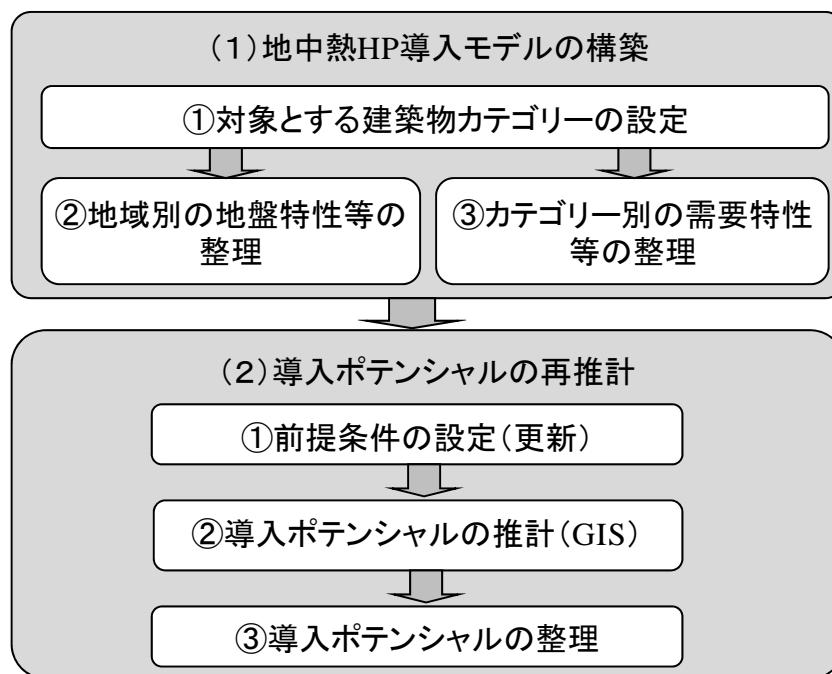 (1)地中熱HP導入モデルの構築
①対象とする建築物カテゴリーの設定
②地域別の地盤特性等の
整理
③カテゴリー別の需要特性
等の整理
(2)導入ポテンシャルの再推計
①前提条件の設定(更新)
②導入ポテンシャルの推計(GIS)
③導入ポテンシャルの整理